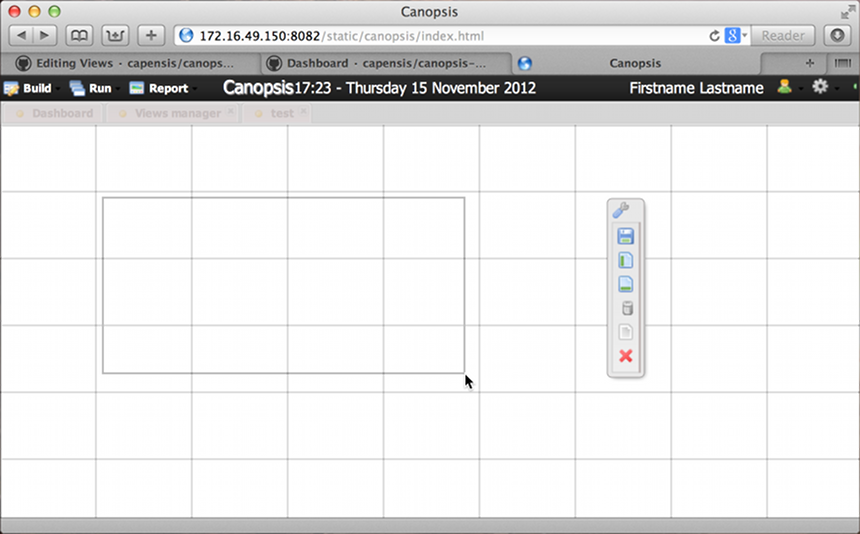 Canopsis
172.16.49.150:8082/static/canopsis/index.html
8
Reader
Editing Views · capensis/canops...
Dashboard · capensis/canopsis-...
Canopsis
Build
Run
Report
Canopsis17:23 - Thursday 15 November 2012
Firstname Lastname
Dashboard
Views manager
test